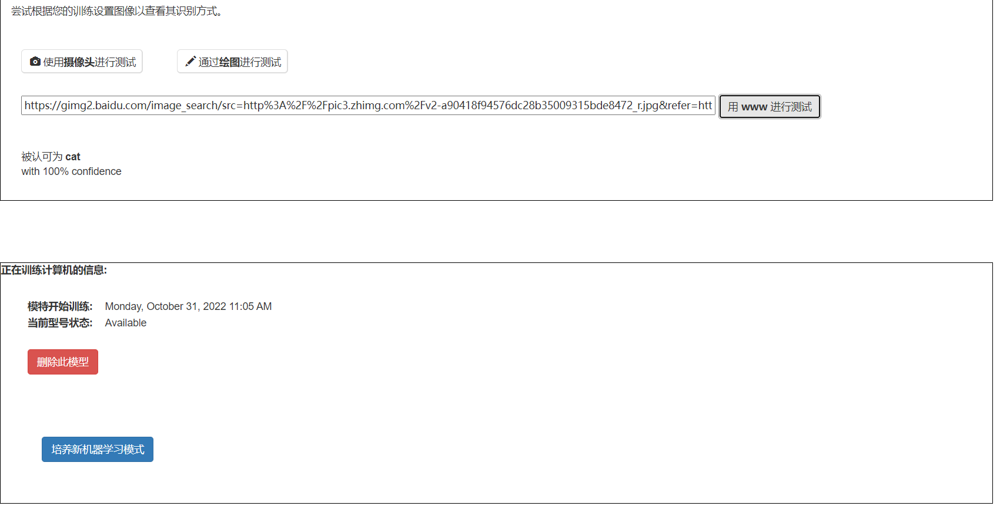 尝试根据您的训练设置图像以查看其识别方式。
使用摄像头进行测试 通过绘图进行测试
https://gimg2.baidu.com/image_search/src=http%3A%2F%2Fpic3.zhimg.com%2Fv2-a90418f94576dc28b35009315bde8472_r.jpg&refer=htt 用 www 进行测试
被认可为 cat
with 100% confidence
正在训练计算机的信息:
模特开始训练: Monday, October 31, 2022 11:05 AM
当前型号状态: Available
删除此模型
培养新机器学习模式